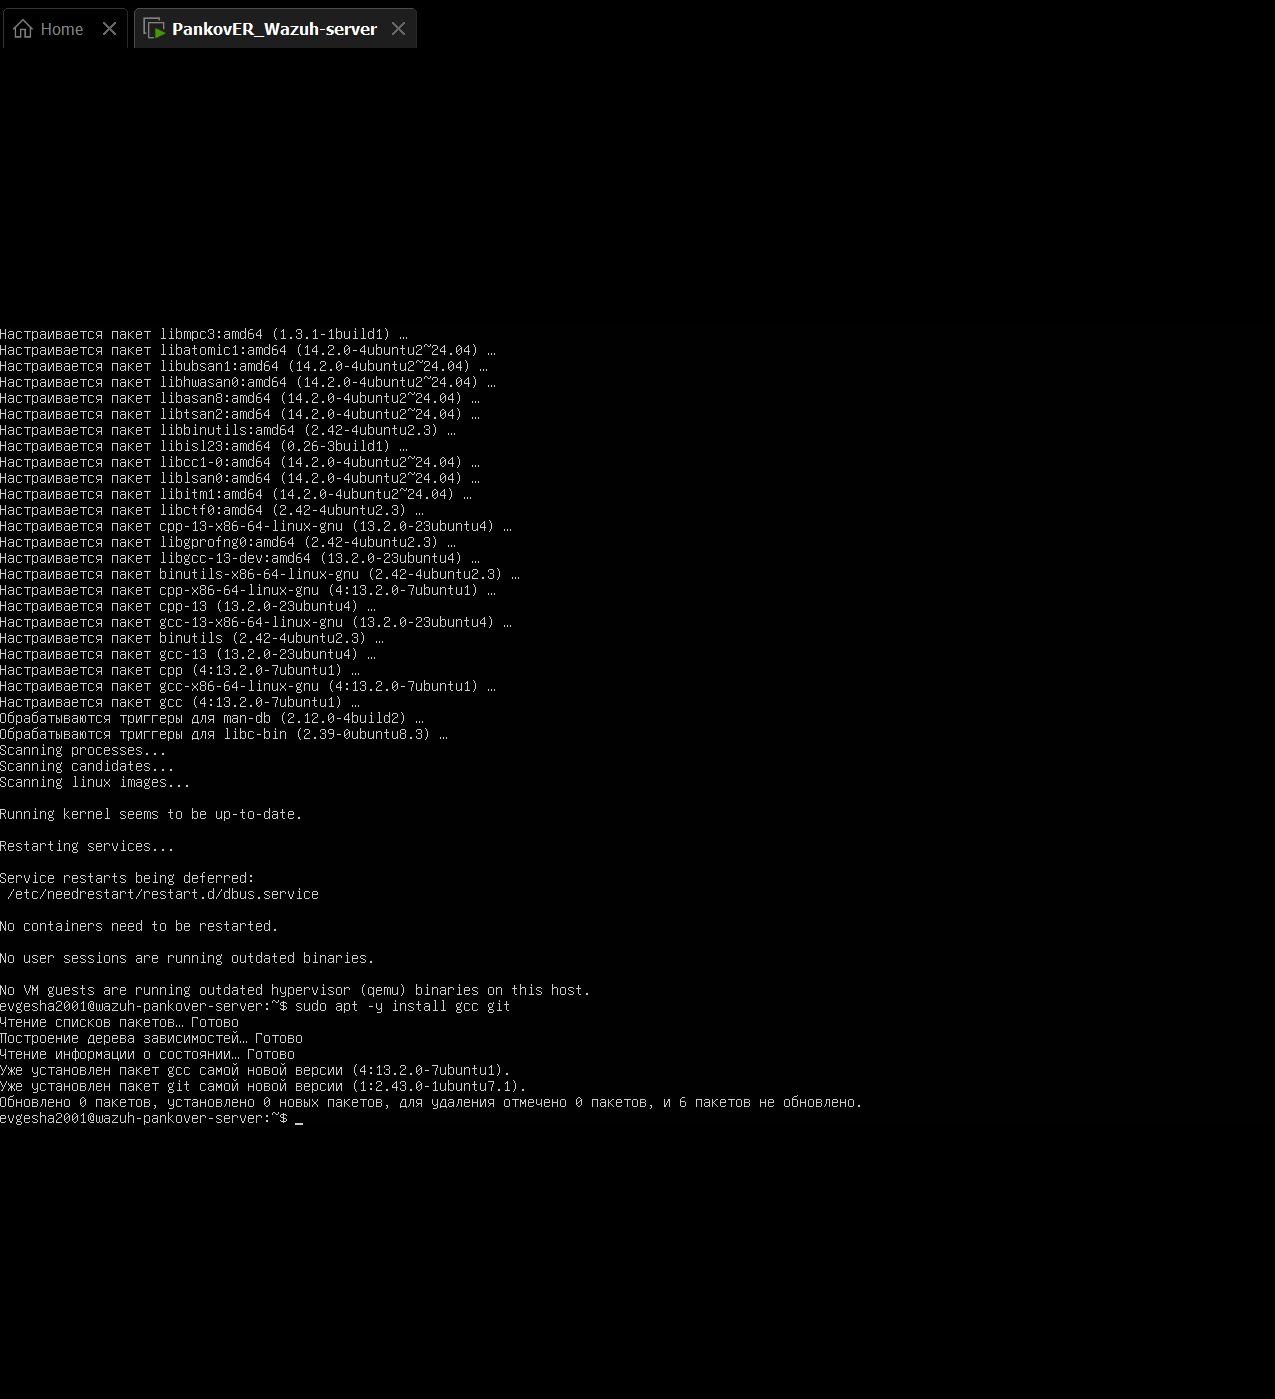 Home
PankovER_Wazuh-server
Настраивается пакет libmpc3:amd64 (1.3.1-1build1) …
Настраивается пакет libatomic1:amd64 (14.2.0-4ubuntu2~24.04) …
Настраивается пакет libubsan1:amd64 (14.2.0-4ubuntu2~24.04) …
Настраивается пакет libhwasan0:amd64 (14.2.0-4ubuntu2~24.04) …
Настраивается пакет libasan8:amd64 (14.2.0-4ubuntu2~24.04) …
Настраивается пакет libtsan2:amd64 (14.2.0-4ubuntu2~24.04) …
Настраивается пакет libbinutils:amd64 (2.42-4ubuntu2.3) …
Настраивается пакет libisl23:amd64 (0.26-3build1) …
Настраивается пакет libcc1-0:amd64 (14.2.0-4ubuntu2~24.04) …
Настраивается пакет liblsan0:amd64 (14.2.0-4ubuntu2~24.04) …
Настраивается пакет libitm1:amd64 (14.2.0-4ubuntu2~24.04) …
Настраивается пакет libctf0:amd64 (2.42-4ubuntu2.3) …
Настраивается пакет cpp-13-x86-64-linux-gnu (13.2.0-23ubuntu4) …
Настраивается пакет libgprofng0:amd64 (2.42-4ubuntu2.3) …
Настраивается пакет libgcc-13-dev:amd64 (13.2.0-23ubuntu4) …
Настраивается пакет binutils-x86-64-linux-gnu (2.42-4ubuntu2.3) …
Настраивается пакет cpp-x86-64-linux-gnu (4:13.2.0-7ubuntu1) …
Настраивается пакет cpp-13 (13.2.0-23ubuntu4) …
Настраивается пакет gcc-13-x86-64-linux-gnu (13.2.0-23ubuntu4) …
Настраивается пакет binutils (2.42-4ubuntu2.3) …
Настраивается пакет gcc-13 (13.2.0-23ubuntu4) …
Настраивается пакет cpp (4:13.2.0-7ubuntu1) …
Настраивается пакет gcc-x86-64-linux-gnu (4:13.2.0-7ubuntu1) …
Настраивается пакет gcc (4:13.2.0-7ubuntu1) …
Обрабатываются триггеры для man-db (2.12.0-4build2) …
Обрабатываются триггеры для libc-bin (2.39-0ubuntu8.3) …
Scanning processes...
Scanning candidates...
Scanning linux images...
Running kernel seems to be up-to-date.
Restarting services...
Service restarts being deferred:
/etc/needrestart/restart.d/dbus.service
No containers need to be restarted.
No user sessions are running outdated binaries.
No VM guests are running outdated hypervisor (qemu) binaries on this host.
evgesha2001@wazuh-pankover-server:~$ sudo apt -y install gcc git
Чтение списков пакетов… Готово
Построение дерева зависимостей… Готово
Чтение информации о состоянии… Готово
Уже установлен пакет gcc самой новой версии (4:13.2.0-7ubuntu1).
Уже установлен пакет git самой новой версии (1:2.43.0-1ubuntu7.1).
Обновлено 0 пакетов, установлено 0 новых пакетов, для удаления отмечено 0 пакетов, и 6 пакетов не обновлено.
evgesha2001@wazuh-pankover-server:~$ _